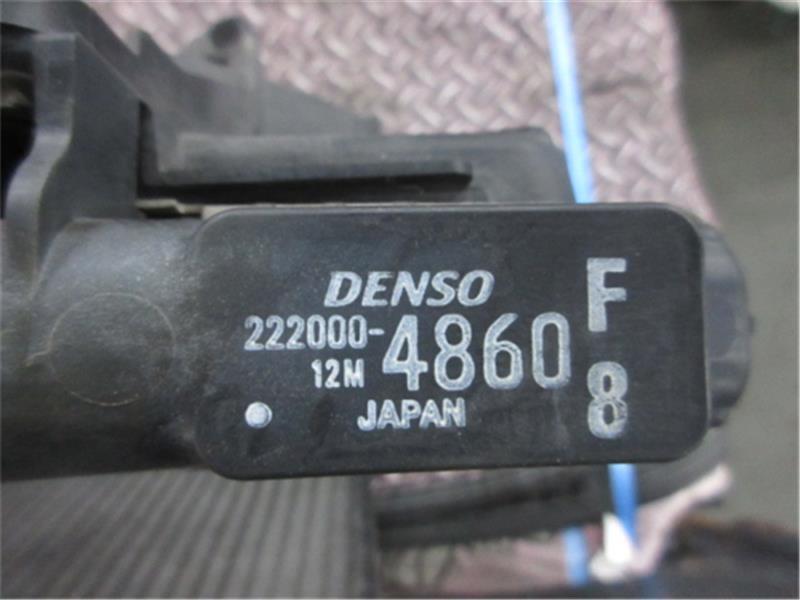 DENSO
222000-4860
12M
JAPAN
F
8